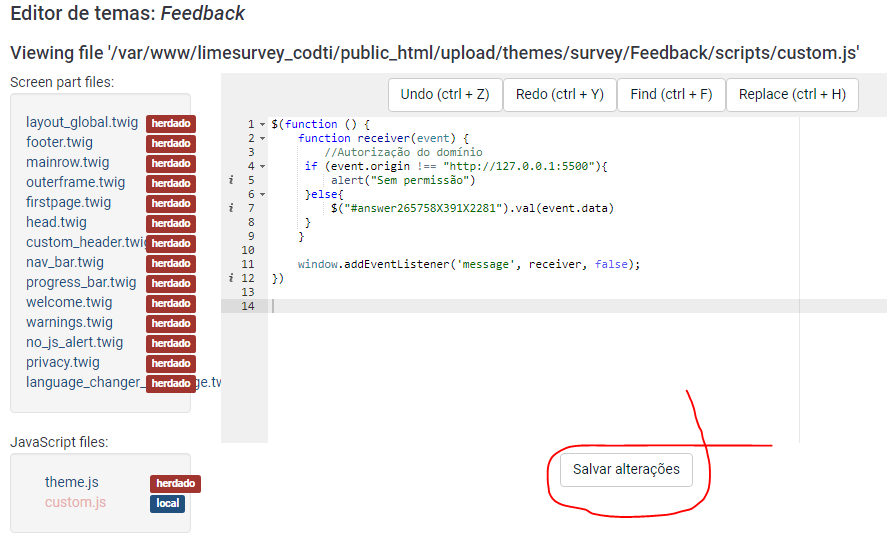 Editor de temas: Feedback
Viewing file '/var/www/limesurvey_codti/public_html/upload/themes/survey/Feedback/scripts/custom.js'
Screen part files:
Undo (ctrl + Z) Redo (ctrl + Y) Find (ctrl + F) Replace (ctrl + H)
layout_global.twig herdado
footer.twig herdado
mainrow.twig herdado
outerframe.twig herdado
firstpage.twig herdado
head.twig herdado
custom_header.twig herdado
nav_bar.twig herdado
progress_bar.twig herdado
welcome.twig herdado
warnings.twig herdado
no_js_alert.twig herdado
privacy.twig herdado
language_changer_ herdado ge.tw
1 $(function () {
2 function receiver(event) {
3 //Autorização do domínio
4 if (event.origin !== "http://127.0.0.1:5500"){
i 5 alert("Sem permissão")
6 }else{
i 7 $("#answer265758X391X2281").val(event.data)
8 }
9 }
10
11 window.addEventListener('message', receiver, false);
i 12 })
13
14
JavaScript files:
theme.js herdado
custom.js local
Salvar alterações